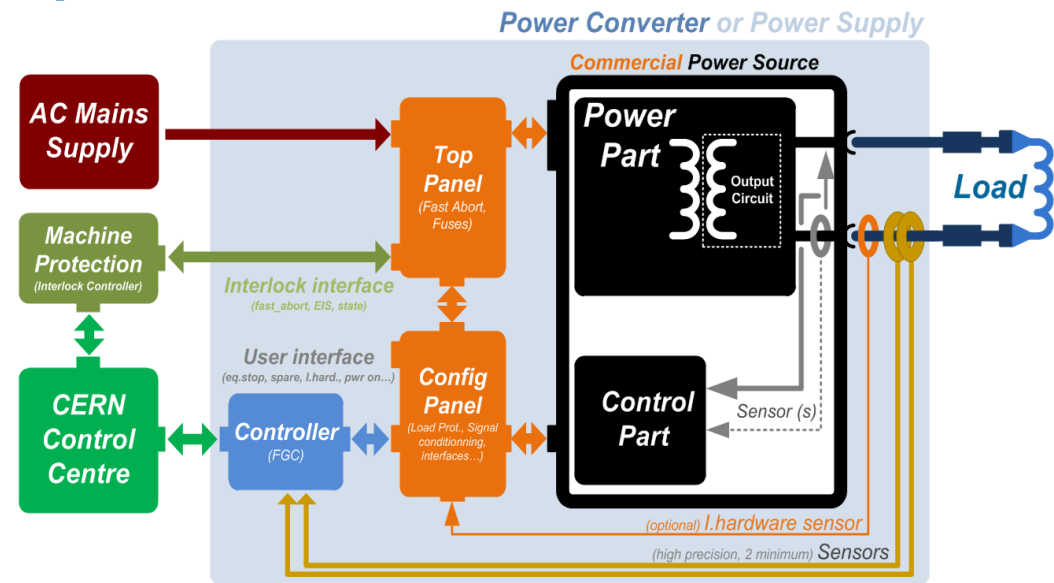 Power Converter or Power Supply
Commercial Power Source
AC Mains
Supply
Top
Panel
(Fast Abort,
Fuses)
Power
Part
Output
Circuit
Load
Machine
Protection
(Interlock Controller)
Interlock interface
(fast_abort, EIS, state)
User interface
(eq.stop, spare, I.hard., pwr on...)
CERN
Control
Centre
Controller
(FGC)
Config
Panel
(Load Prot., Signal
conditionning,
interfaces...)
Control
Part
Sensor (s)
(optional) I.hardware sensor
(high precision, 2 minimum) Sensors